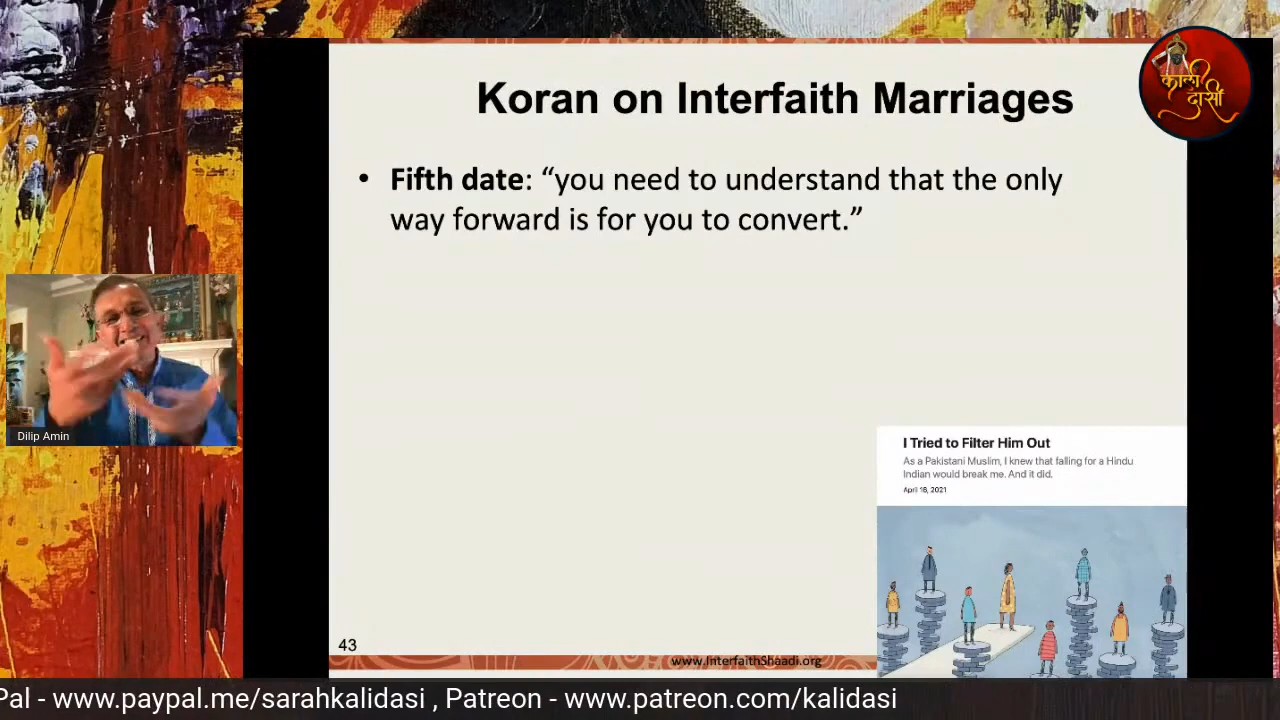 काली
दासी
Koran on Interfaith Marriages
• Fifth date: “you need to understand that the only
way forward is for you to convert.”
Dilip Amin
I Tried to Filter Him Out
As a Pakistani Muslim, I knew that falling for a Hindu
Indian would break me. And it did.
April 18, 2021
43
www.InterfaithShaadi.org
Pal - www.paypal.me/sarahkalidasi , Patreon - www.patreon.com/kalidasi